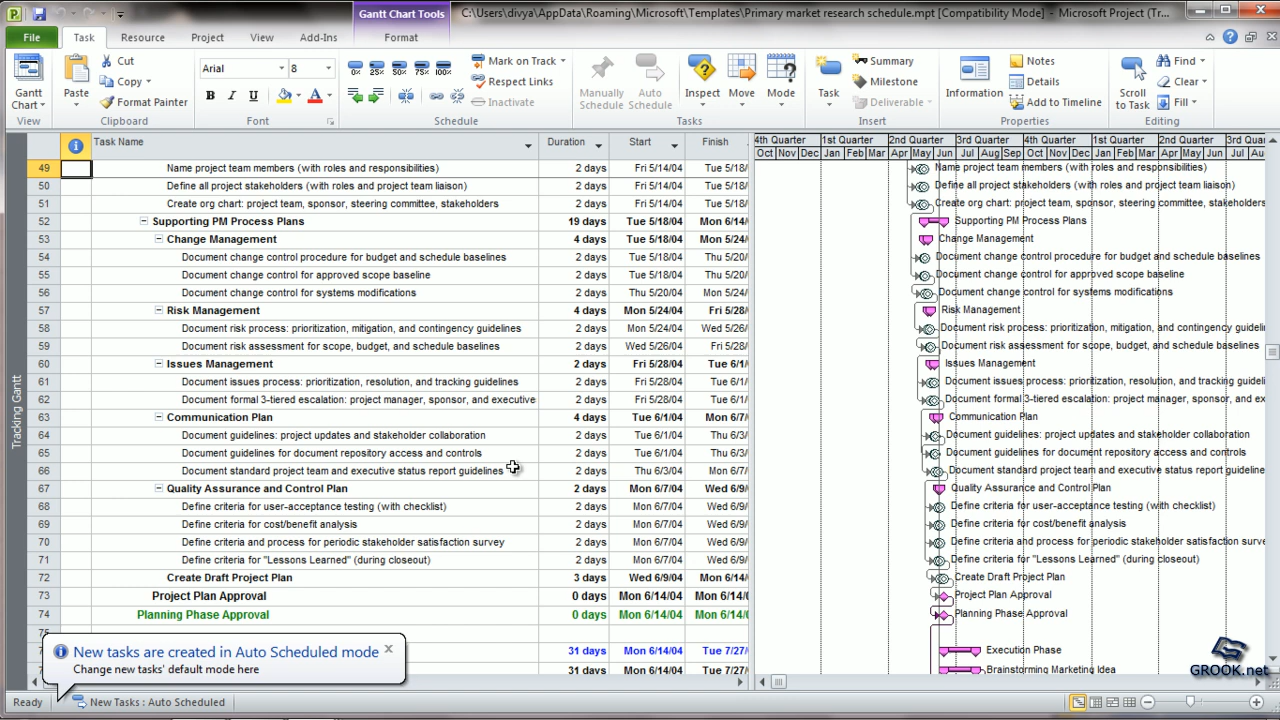 Gantt Chart Tools
C:\Users\divya\AppData\Roaming\Microsoft\Templates\Primary market research schedule.mpt [Compatibility Mode] - Microsoft Project (Tr...
File Task Resource Project View Add-Ins Format
Gantt Chart
View
Paste
Cut
Copy
Format Painter
Clipboard
Arial 8
B I U A
Font
0% 25% 50% 75% 100%
Mark on Track
Respect Links
Inactivate
Schedule
Manually Schedule
Auto Schedule
Inspect
Move
Mode
Tasks
Task
Summary
Milestone
Deliverable
Insert
Information
Notes
Details
Add to Timeline
Properties
Scroll to Task
Find
Clear
Fill
Editing
Task Name Duration Start Finish
4th Quarter 1st Quarter 2nd Quarter 3rd Quarter 4th Quarter 1st Quarter 2nd Quarter 3rd Q
Oct Nov Dec Jan Feb Mar Apr May Jun Jul Aug Sep Oct Nov Dec Jan Feb Mar Apr May Jun Jul Au
49 Name project team members (with roles and responsibilities) 2 days Fri 5/14/04 Tue 5/18/ Name project team members (with roles and responsibilities)
50 Define all project stakeholders (with roles and project team liaison) 2 days Fri 5/14/04 Tue 5/18/ Define all project stakeholders (with roles and project team liaison)
51 Create org chart: project team, sponsor, steering committee, stakeholders 2 days Fri 5/14/04 Tue 5/18/ Create org chart: project team, sponsor, steering committee, stakeholders
52 Supporting PM Process Plans 19 days Tue 5/18/04 Mon 6/14/ Supporting PM Process Plans
53 Change Management 4 days Tue 5/18/04 Mon 5/24/ Change Management
54 Document change control procedure for budget and schedule baselines 2 days Tue 5/18/04 Thu 5/20/ Document change control procedure for budget and schedule baselines
55 Document change control for approved scope baseline 2 days Tue 5/18/04 Thu 5/20/ Document change control for approved scope baseline
56 Document change control for systems modifications 2 days Thu 5/20/04 Mon 5/24/ Document change control for systems modifications
57 Risk Management 4 days Mon 5/24/04 Fri 5/28/ Risk Management
58 Document risk process: prioritization, mitigation, and contingency guidelines 2 days Mon 5/24/04 Wed 5/26/ Document risk process: prioritization, mitigation, and contingency guideli
59 Document risk assessment for scope, budget, and schedule baselines 2 days Wed 5/26/04 Fri 5/28/ Document risk assessment for scope, budget, and schedule baselines
60 Issues Management 2 days Fri 5/28/04 Tue 6/1/ Issues Management
61 Document issues process: prioritization, resolution, and tracking guidelines 2 days Fri 5/28/04 Tue 6/1/ Document issues process: prioritization, resolution, and tracking guideli
62 Document formal 3-tiered escalation: project manager, sponsor, and executive 2 days Fri 5/28/04 Tue 6/1/ Document formal 3-tiered escalation: project manager, sponsor, and ex
63 Communication Plan 4 days Tue 6/1/04 Mon 6/7/ Communication Plan
64 Document guidelines: project updates and stakeholder collaboration 2 days Tue 6/1/04 Thu 6/3/ Document guidelines: project updates and stakeholder collaboration
65 Document guidelines for document repository access and controls 2 days Tue 6/1/04 Thu 6/3/ Document guidelines for document repository access and controls
66 Document standard project team and executive status report guidelines 2 days Thu 6/3/04 Mon 6/7/ Document standard project team and executive status report guideline
67 Quality Assurance and Control Plan 2 days Mon 6/7/04 Wed 6/9/ Quality Assurance and Control Plan
68 Define criteria for user-acceptance testing (with checklist) 2 days Mon 6/7/04 Wed 6/9/ Define criteria for user-acceptance testing (with checklist)
69 Define criteria for cost/benefit analysis 2 days Mon 6/7/04 Wed 6/9/ Define criteria for cost/benefit analysis
70 Define criteria and process for periodic stakeholder satisfaction survey 2 days Mon 6/7/04 Wed 6/9/ Define criteria and process for periodic stakeholder satisfaction surve
71 Define criteria for "Lessons Learned" (during closeout) 2 days Mon 6/7/04 Wed 6/9/ Define criteria for "Lessons Learned" (during closeout)
72 Create Draft Project Plan 3 days Wed 6/9/04 Mon 6/14/ Create Draft Project Plan
73 Project Plan Approval 0 days Mon 6/14/04 Mon 6/14/ Project Plan Approval
74 Planning Phase Approval 0 days Mon 6/14/04 Mon 6/14/ Planning Phase Approval
75
31 days Mon 6/14/04 Tue 7/27/ Execution Phase
31 days Mon 6/14/04 Tue 7/27/ Brainstorming Marketing Idea
Tracking Gantt
New tasks are created in Auto Scheduled mode
Change new tasks' default mode here
GROOK.net
Ready New Tasks : Auto Scheduled